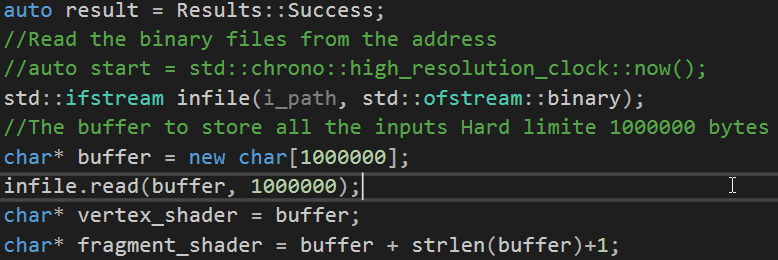 auto result = Results::Success;
//Read the binary files from the address
//auto start = std::chrono::high_resolution_clock::now();
std::ifstream infile(i_path, std::ofstream::binary);
//The buffer to store all the inputs Hard limite 1000000 bytes
char* buffer = new char[1000000];
infile.read(buffer, 1000000);
char* vertex_shader = buffer;
char* fragment_shader = buffer + strlen(buffer)+1;